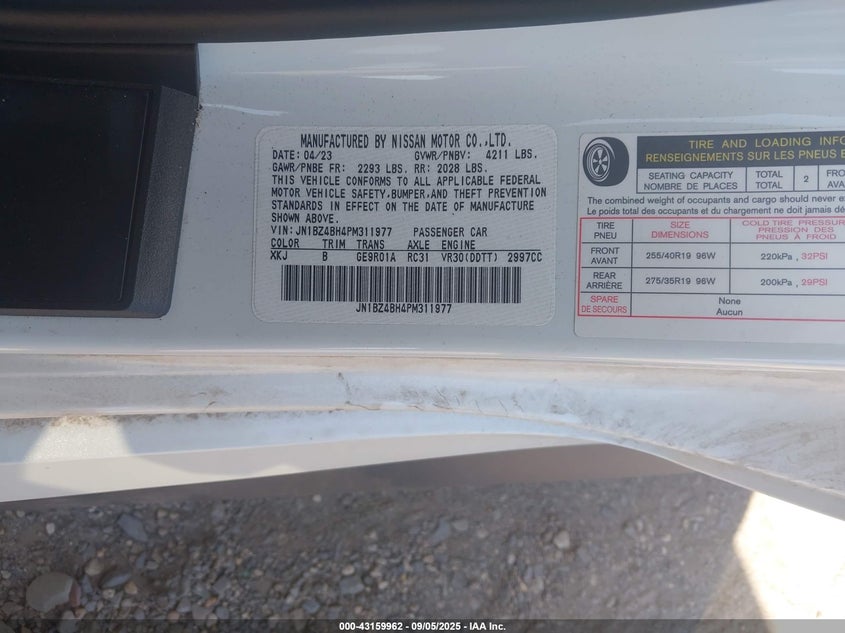 MANUFACTURED BY NISSAN MOTOR CO.,LTD.
DATE: 04/23 GVWR/PNBV: 4211 LBS.
GAWR/PNBE FR: 2293 LBS. RR: 2028 LBS.
THIS VEHICLE CONFORMS TO ALL APPLICABLE FEDERAL
MOTOR VEHICLE SAFETY,BUMPER,AND THEFT PREVENTION
STANDARDS IN EFFECT ON THE DATE OF MANUFACTURE
SHOWN ABOVE.
VIN: JN1BZ4BH4PM311977 PASSENGER CAR
COLOR TRIM TRANS AXLE ENGINE
XKJ B GE9R01A RC31 VR30(DDTT) 2997CC
JN1BZ4BH4PM311977
TIRE AND LOADING INFO
RENSEIGNEMENTS SUR LES PNEUS E
SEATING CAPACITY TOTAL 2 FRO
NOMBRE DE PLACES TOTAL AVA
The combined weight of occupants and cargo should never ex
Le poids total des occupants et du chargement ne doit jamais dé
TIRE SIZE COLD TIRE PRESSUR
PNEU DIMENSIONS PRESSION DES
PNEUS À FROID
FRONT
AVANT 255/40R19 96W 220kPa , 32PSI
REAR
ARRIÈRE 275/35R19 96W 200kPa , 29PSI
SPARE None
DE SECOURS Aucun
000-43159962 - 09/05/2025 - IAA Inc.